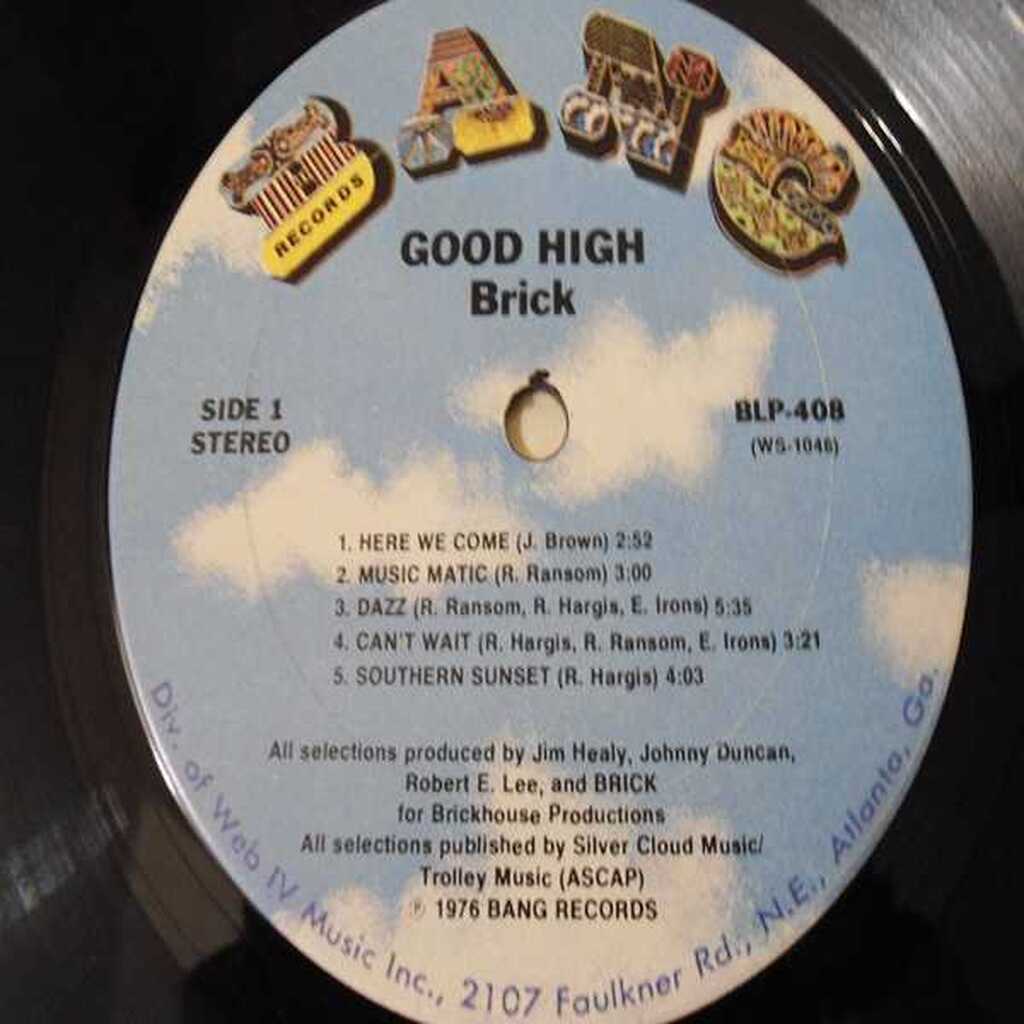 BANG
RECORDS
GOOD HIGH
Brick
SIDE 1
STEREO
BLP-408
(WS-1046)
1. HERE WE COME (J. Brown) 2:52
2. MUSIC MATIC (R. Ransom) 3:00
3. DAZZ (R. Ransom, R. Hargis, E. Irons) 5:35
4. CAN'T WAIT (R. Hargis, R. Ransom, E. Irons) 3:21
5. SOUTHERN SUNSET (R. Hargis) 4:03
All selections produced by Jim Healy, Johnny Duncan,
Robert E. Lee, and BRICK
for Brickhouse Productions
All selections published by Silver Cloud Music/
Trolley Music (ASCAP)
℗ 1976 BANG RECORDS
Div. of Web IV Music Inc., 2107 Faulkner Rd., N.E., Atlanta, Ga.